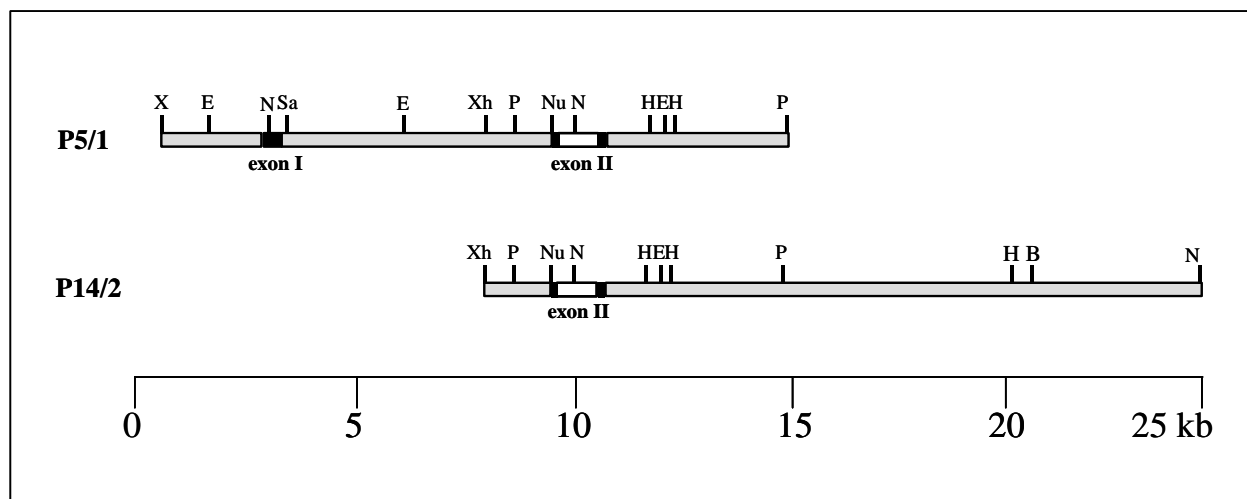 X E N Sa E Xh P Nu N H E H P
P5/1
exon I exon II
Xh P Nu N H E H P H B N
P14/2
exon II
0 5 10 15 20 25 kb